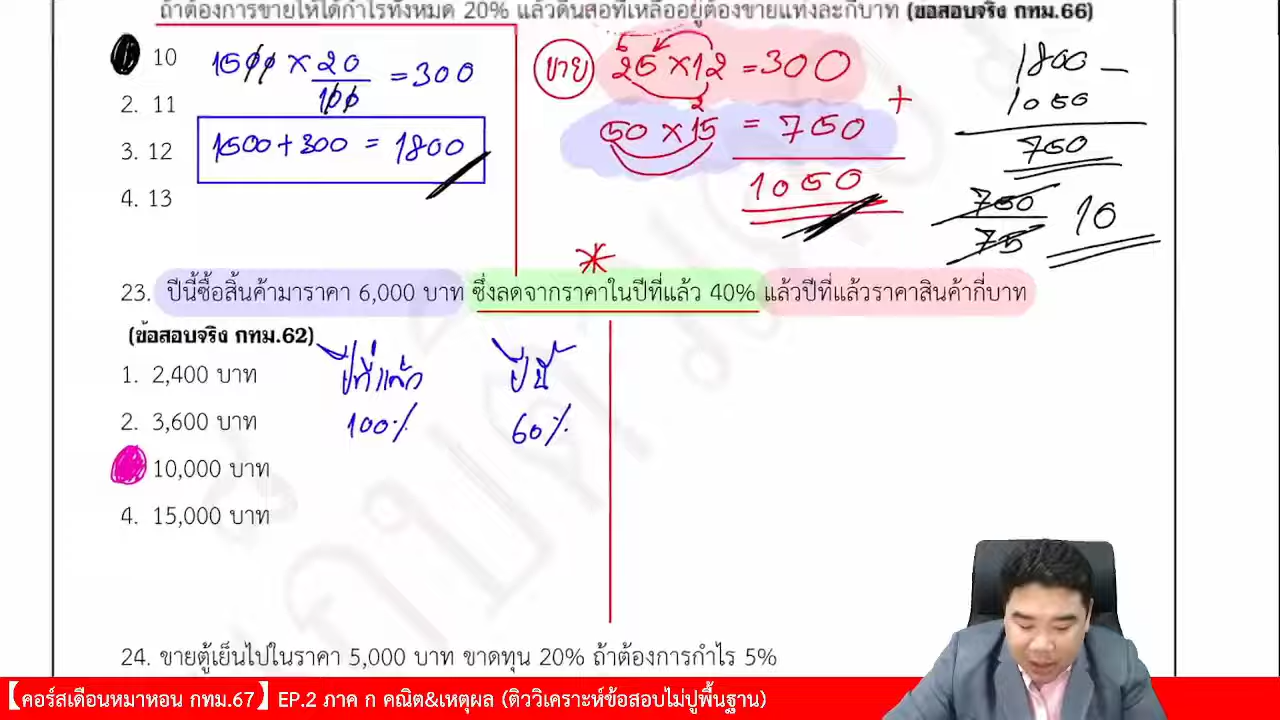 ถ้าต้องการขายให้ได้กำไรทั้งหมด 20% แล้วดินสอที่เหลืออยู่ต้องขายแท่งละกี่บาท (ข้อสอบจริง กทม.66)
10
2. 11
3. 12
4. 13
1500 × 20/100 = 300
1500 + 300 = 1800
ขาย 25 × 12 = 300
+
50 × 15 = 750
1050
1800 -
1050
750
750/75 10
23. ปีนี้ซื้อสิ้นค้ามาราคา 6,000 บาท ซึ่งลดจากราคาในปีที่แล้ว 40% แล้วปีที่แล้วราคาสินค้ากี่บาท
(ข้อสอบจริง กทม.62)
1. 2,400 บาท
2. 3,600 บาท
10,000 บาท
4. 15,000 บาท
ปีที่แล้ว ปีนี้
100% 60%
24. ขายตู้เย็นไปในราคา 5,000 บาท ขาดทุน 20% ถ้าต้องการกำไร 5%
【คอร์สเดือนหมาหอน กทม.67】 EP.2 ภาค ก คณิต&เหตุผล (ติววิเคราะห์ข้อสอบไม่ปูพื้นฐาน)